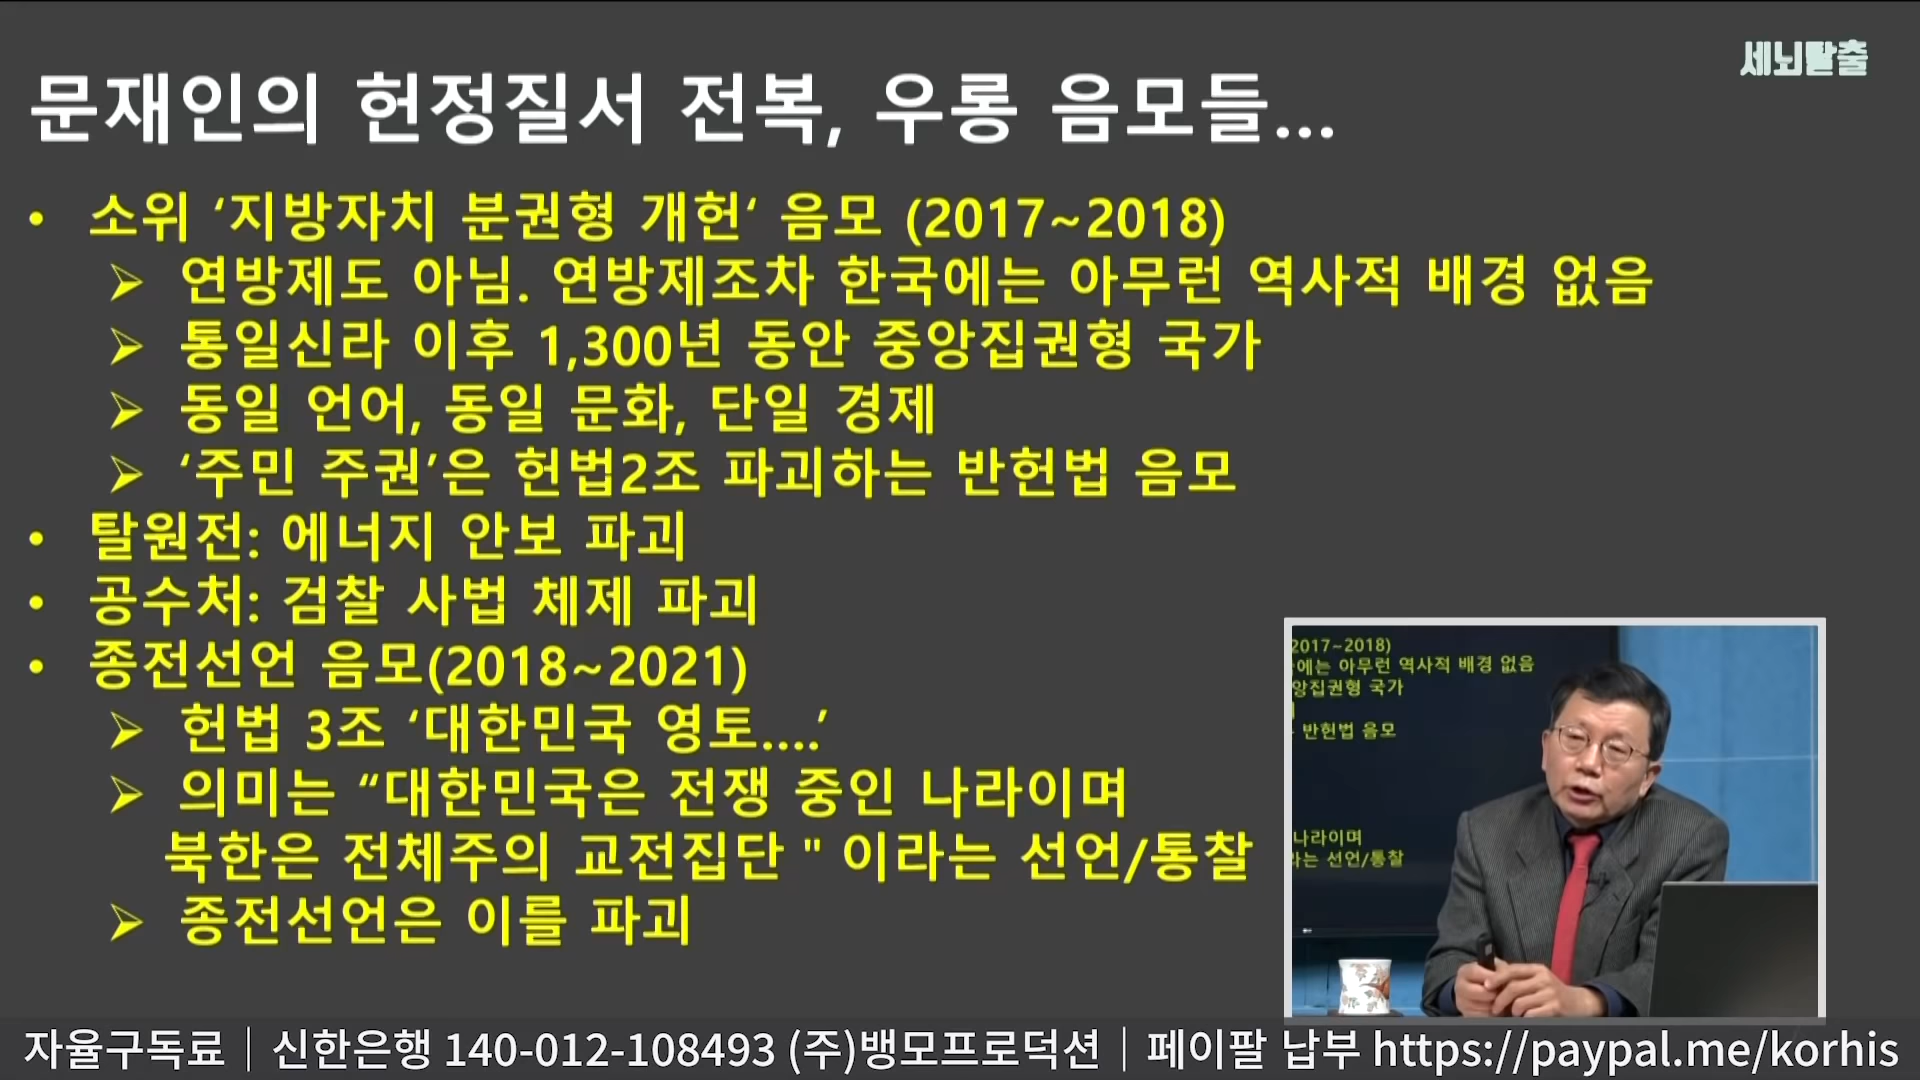 세뇌탈출
문재인의 헌정질서 전복, 우롱 음모들...
• 소위 ‘지방자치 분권형 개헌‘ 음모 (2017~2018)
➢ 연방제도 아님. 연방제조차 한국에는 아무런 역사적 배경 없음
➢ 통일신라 이후 1,300년 동안 중앙집권형 국가
➢ 동일 언어, 동일 문화, 단일 경제
➢ ‘주민 주권’은 헌법2조 파괴하는 반헌법 음모
• 탈원전: 에너지 안보 파괴
• 공수처: 검찰 사법 체제 파괴
• 종전선언 음모(2018~2021)
➢ 헌법 3조 ‘대한민국 영토....’
➢ 의미는 “대한민국은 전쟁 중인 나라이며
북한은 전체주의 교전집단 " 이라는 선언/통찰
➢ 종전선언은 이를 파괴
2017~2018)
에는 아무런 역사적 배경 없음
앙집권형 국가
반헌법 음모
나라이며
라는 선언/통찰
자율구독료｜신한은행 140-012-108493 (주)뱅모프로덕션｜페이팔 납부 https://paypal.me/korhis